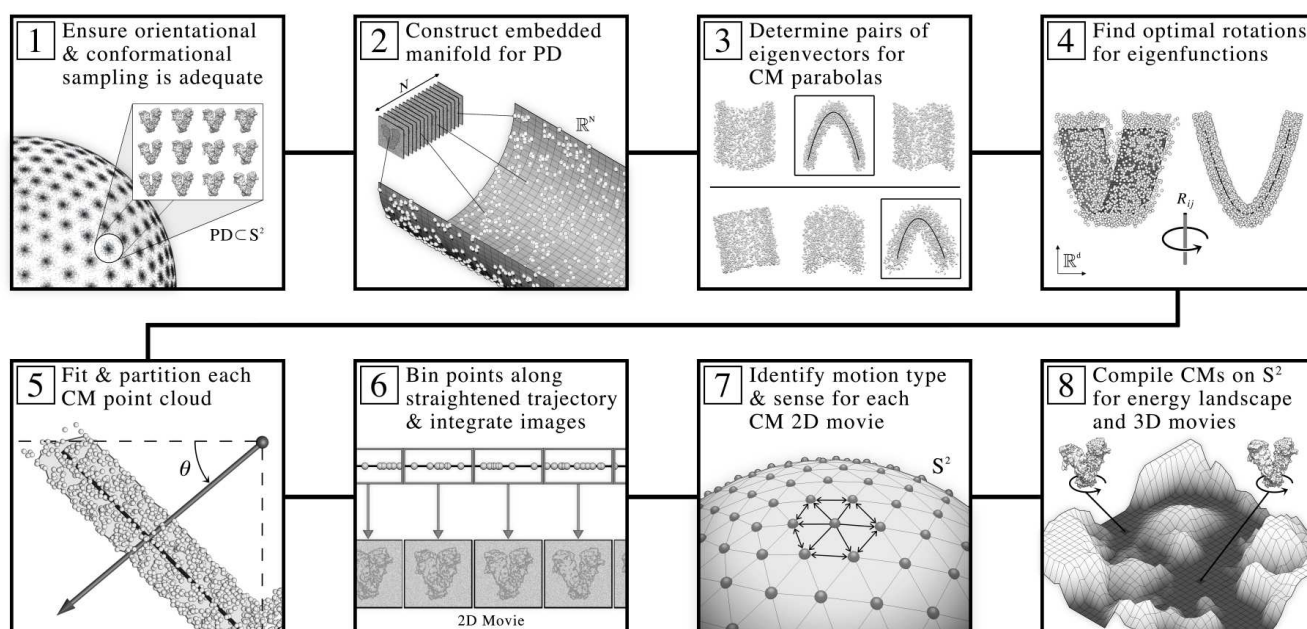 1 Ensure orientational
& conformational
sampling is adequate
PD⊂S²
2 Construct embedded
manifold for PD
N
ℝᴺ
3 Determine pairs of
eigenvectors for
CM parabolas
4 Find optimal rotations
for eigenfunctions
R_ij
ℝᵈ
5 Fit & partition each
CM point cloud
θ
6 Bin points along
straightened trajectory
& integrate images
2D Movie
7 Identify motion type
& sense for each
CM 2D movie
S²
8 Compile CMs on S²
for energy landscape
and 3D movies